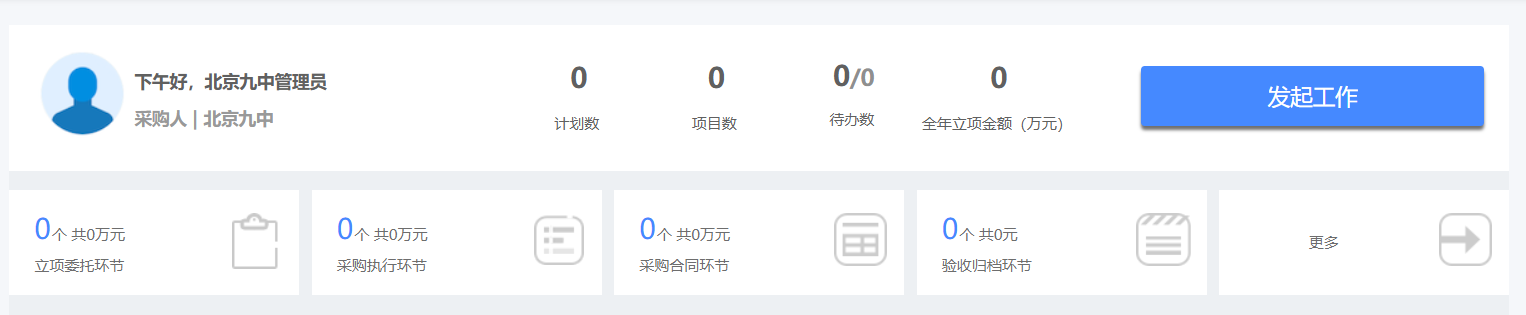 下午好，北京九中管理员
采购人 | 北京九中
0
计划数
0
项目数
0/0
待办数
0
全年立项金额（万元）
发起工作
0个 共0万元
立项委托环节
0个 共0万元
采购执行环节
0个 共0万元
采购合同环节
0个 共0元
验收归档环节
更多